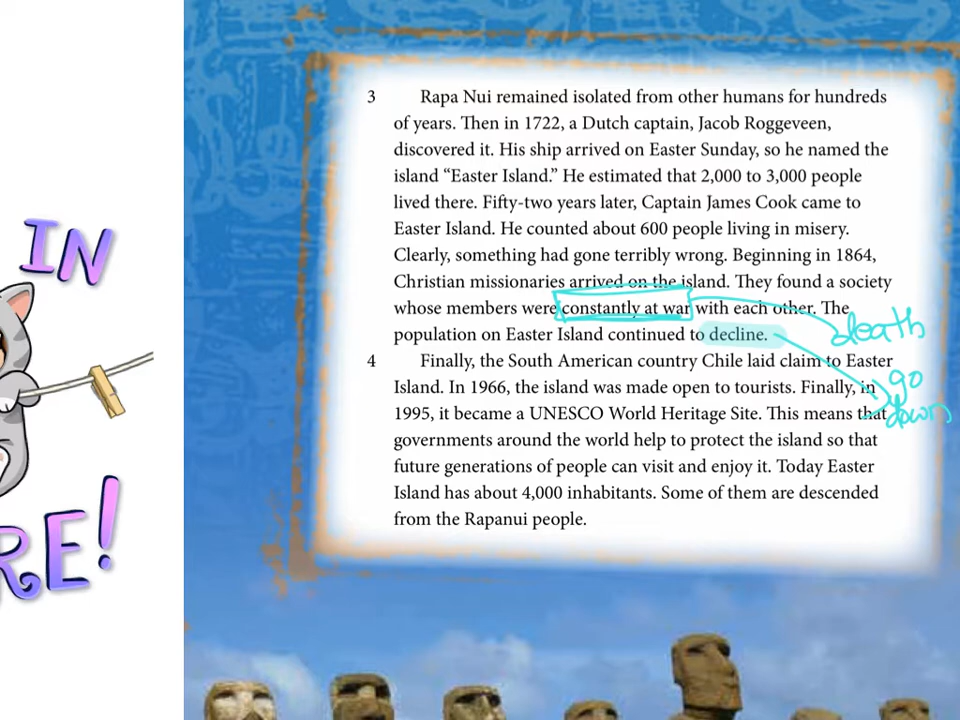 IN
RE!
3 Rapa Nui remained isolated from other humans for hundreds
of years. Then in 1722, a Dutch captain, Jacob Roggeveen,
discovered it. His ship arrived on Easter Sunday, so he named the
island “Easter Island.” He estimated that 2,000 to 3,000 people
lived there. Fifty-two years later, Captain James Cook came to
Easter Island. He counted about 600 people living in misery.
Clearly, something had gone terribly wrong. Beginning in 1864,
Christian missionaries arrived on the island. They found a society
whose members were constantly at war with each other. The
population on Easter Island continued to decline.
death
4 Finally, the South American country Chile laid claim to Easter
Island. In 1966, the island was made open to tourists. Finally, in
go
1995, it became a UNESCO World Heritage Site. This means that
down
governments around the world help to protect the island so that
future generations of people can visit and enjoy it. Today Easter
Island has about 4,000 inhabitants. Some of them are descended
from the Rapanui people.